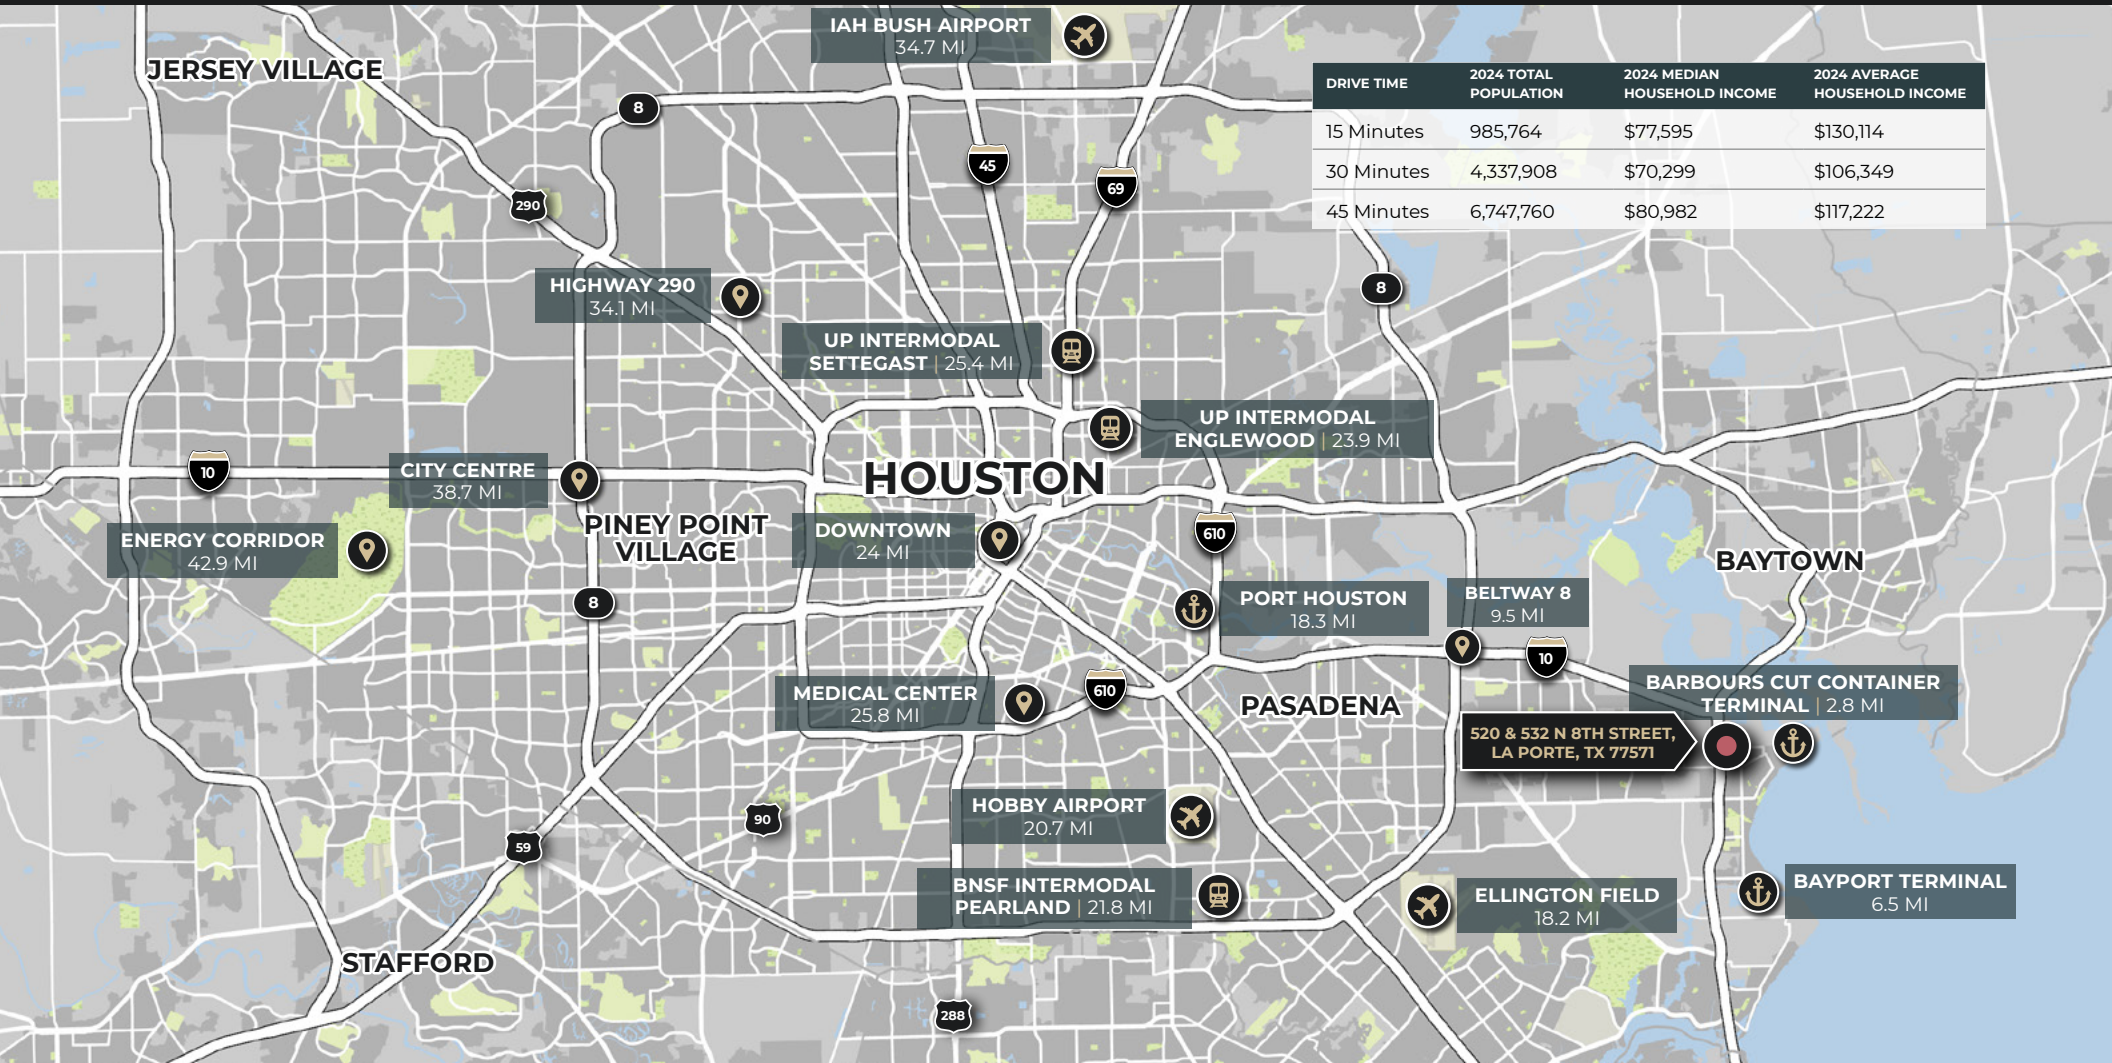 IAH BUSH AIRPORT
34.7 MI
JERSEY VILLAGE
DRIVE TIME
2024 TOTAL
POPULATION
2024 MEDIAN
HOUSEHOLD INCOME
2024 AVERAGE
HOUSEHOLD INCOME
15 Minutes 985,764 $77,595 $130,114
30 Minutes 4,337,908 $70,299 $106,349
45 Minutes 6,747,760 $80,982 $117,222
8
45
69
290
8
HIGHWAY 290
34.1 MI
UP INTERMODAL
SETTEGAST | 25.4 MI
UP INTERMODAL
ENGLEWOOD | 23.9 MI
10
CITY CENTRE
38.7 MI
HOUSTON
ENERGY CORRIDOR
42.9 MI
PINEY POINT
VILLAGE
DOWNTOWN
24 MI
610
BAYTOWN
8
PORT HOUSTON
18.3 MI
BELTWAY 8
9.5 MI
10
MEDICAL CENTER
25.8 MI
610
PASADENA
BARBOURS CUT CONTAINER
TERMINAL | 2.8 MI
520 & 532 N 8TH STREET,
LA PORTE, TX 77571
HOBBY AIRPORT
20.7 MI
90
59
BNSF INTERMODAL
PEARLAND | 21.8 MI
ELLINGTON FIELD
18.2 MI
BAYPORT TERMINAL
6.5 MI
STAFFORD
288